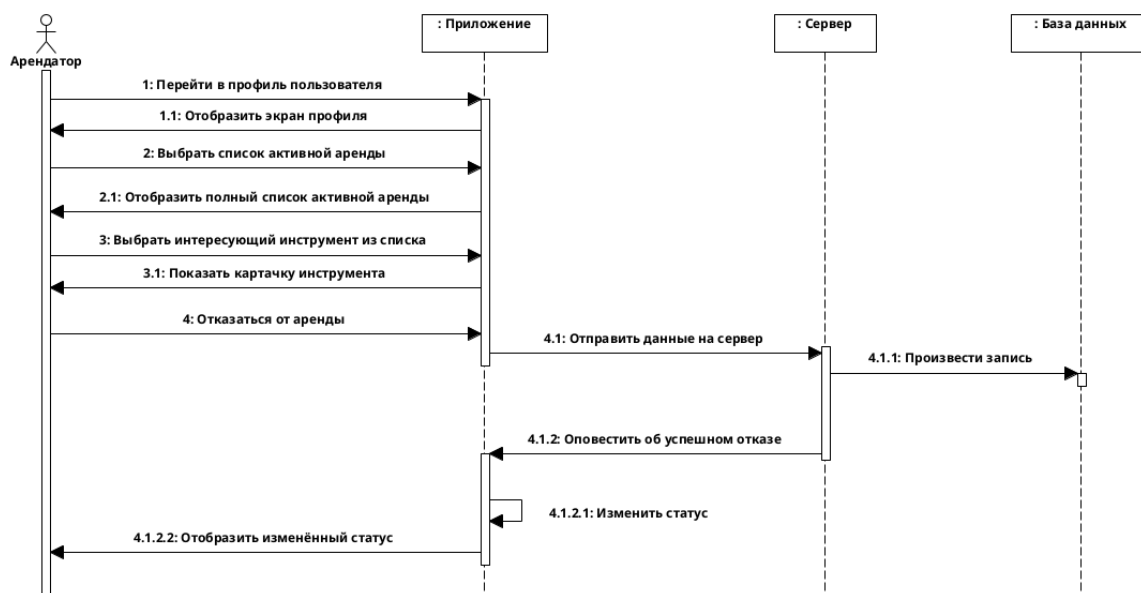 Арендатор
: Приложение
: Сервер
: База данных
1: Перейти в профиль пользователя
1.1: Отобразить экран профиля
2: Выбрать список активной аренды
2.1: Отобразить полный список активной аренды
3: Выбрать интересующий инструмент из списка
3.1: Показать картачку инструмента
4: Отказаться от аренды
4.1: Отправить данные на сервер
4.1.1: Произвести запись
4.1.2: Оповестить об успешном отказе
4.1.2.1: Изменить статус
4.1.2.2: Отобразить изменённый статус